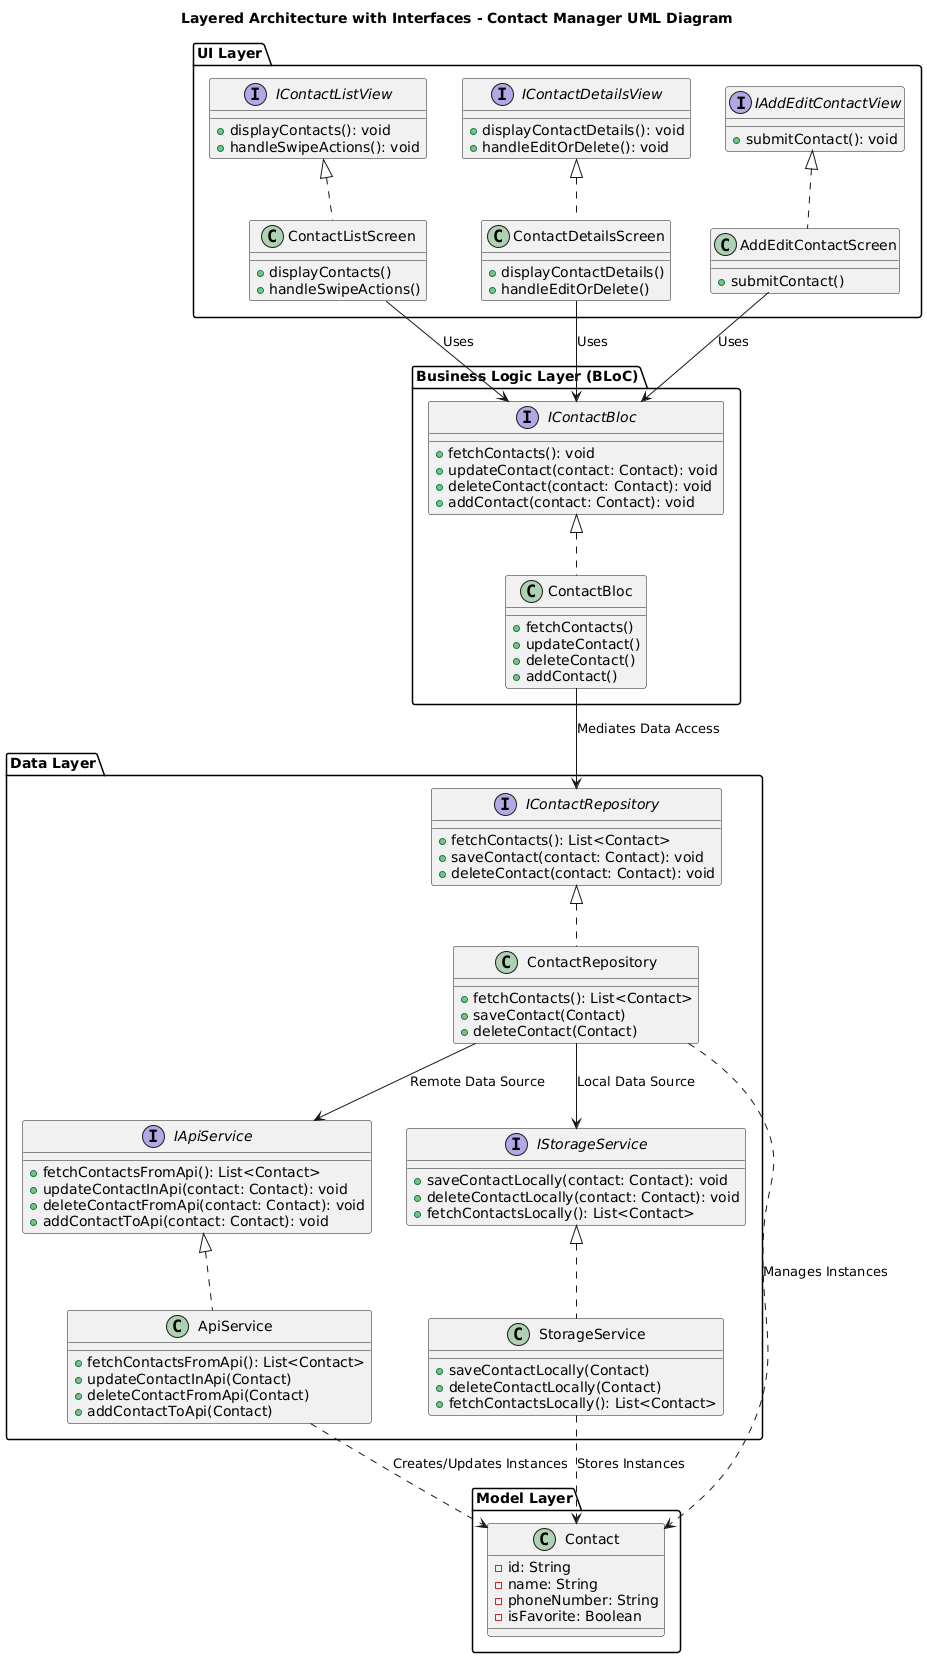 Layered Architecture with Interfaces - Contact Manager UML Diagram
UI Layer
I IContactListView
displayContacts(): void
handleSwipeActions(): void
I IContactDetailsView
displayContactDetails(): void
handleEditOrDelete(): void
I IAddEditContactView
submitContact(): void
C ContactListScreen
displayContacts()
handleSwipeActions()
C ContactDetailsScreen
displayContactDetails()
handleEditOrDelete()
C AddEditContactScreen
submitContact()
Uses
Uses
Uses
Business Logic Layer (BLoC)
I IContactBloc
fetchContacts(): void
updateContact(contact: Contact): void
deleteContact(contact: Contact): void
addContact(contact: Contact): void
C ContactBloc
fetchContacts()
updateContact()
deleteContact()
addContact()
Mediates Data Access
Data Layer
I IContactRepository
fetchContacts(): List<Contact>
saveContact(contact: Contact): void
deleteContact(contact: Contact): void
C ContactRepository
fetchContacts(): List<Contact>
saveContact(Contact)
deleteContact(Contact)
Remote Data Source
Local Data Source
I IApiService
fetchContactsFromApi(): List<Contact>
updateContactInApi(contact: Contact): void
deleteContactFromApi(contact: Contact): void
addContactToApi(contact: Contact): void
I IStorageService
saveContactLocally(contact: Contact): void
deleteContactLocally(contact: Contact): void
fetchContactsLocally(): List<Contact>
Manages Instances
C ApiService
fetchContactsFromApi(): List<Contact>
updateContactInApi(Contact)
deleteContactFromApi(Contact)
addContactToApi(Contact)
C StorageService
saveContactLocally(Contact)
deleteContactLocally(Contact)
fetchContactsLocally(): List<Contact>
Creates/Updates Instances
Stores Instances
Model Layer
C Contact
id: String
name: String
phoneNumber: String
isFavorite: Boolean